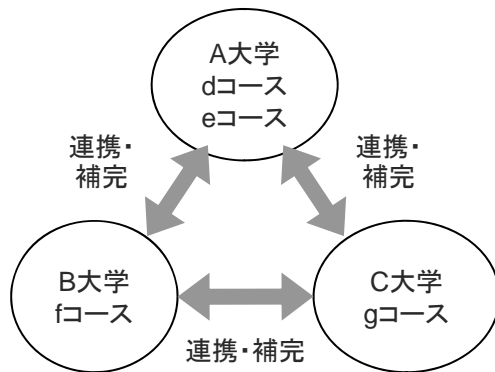 A大学
dコース
eコース
連携・
補完
連携・
補完
B大学
fコース
C大学
gコース
連携・補完